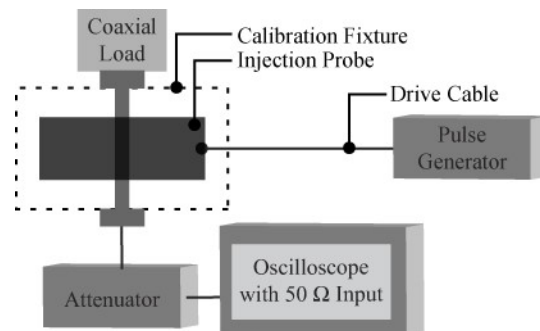 Coaxial
Load
Calibration Fixture
Injection Probe
Drive Cable
Pulse
Generator
Attenuator
Oscilloscope
with 50 Ω Input